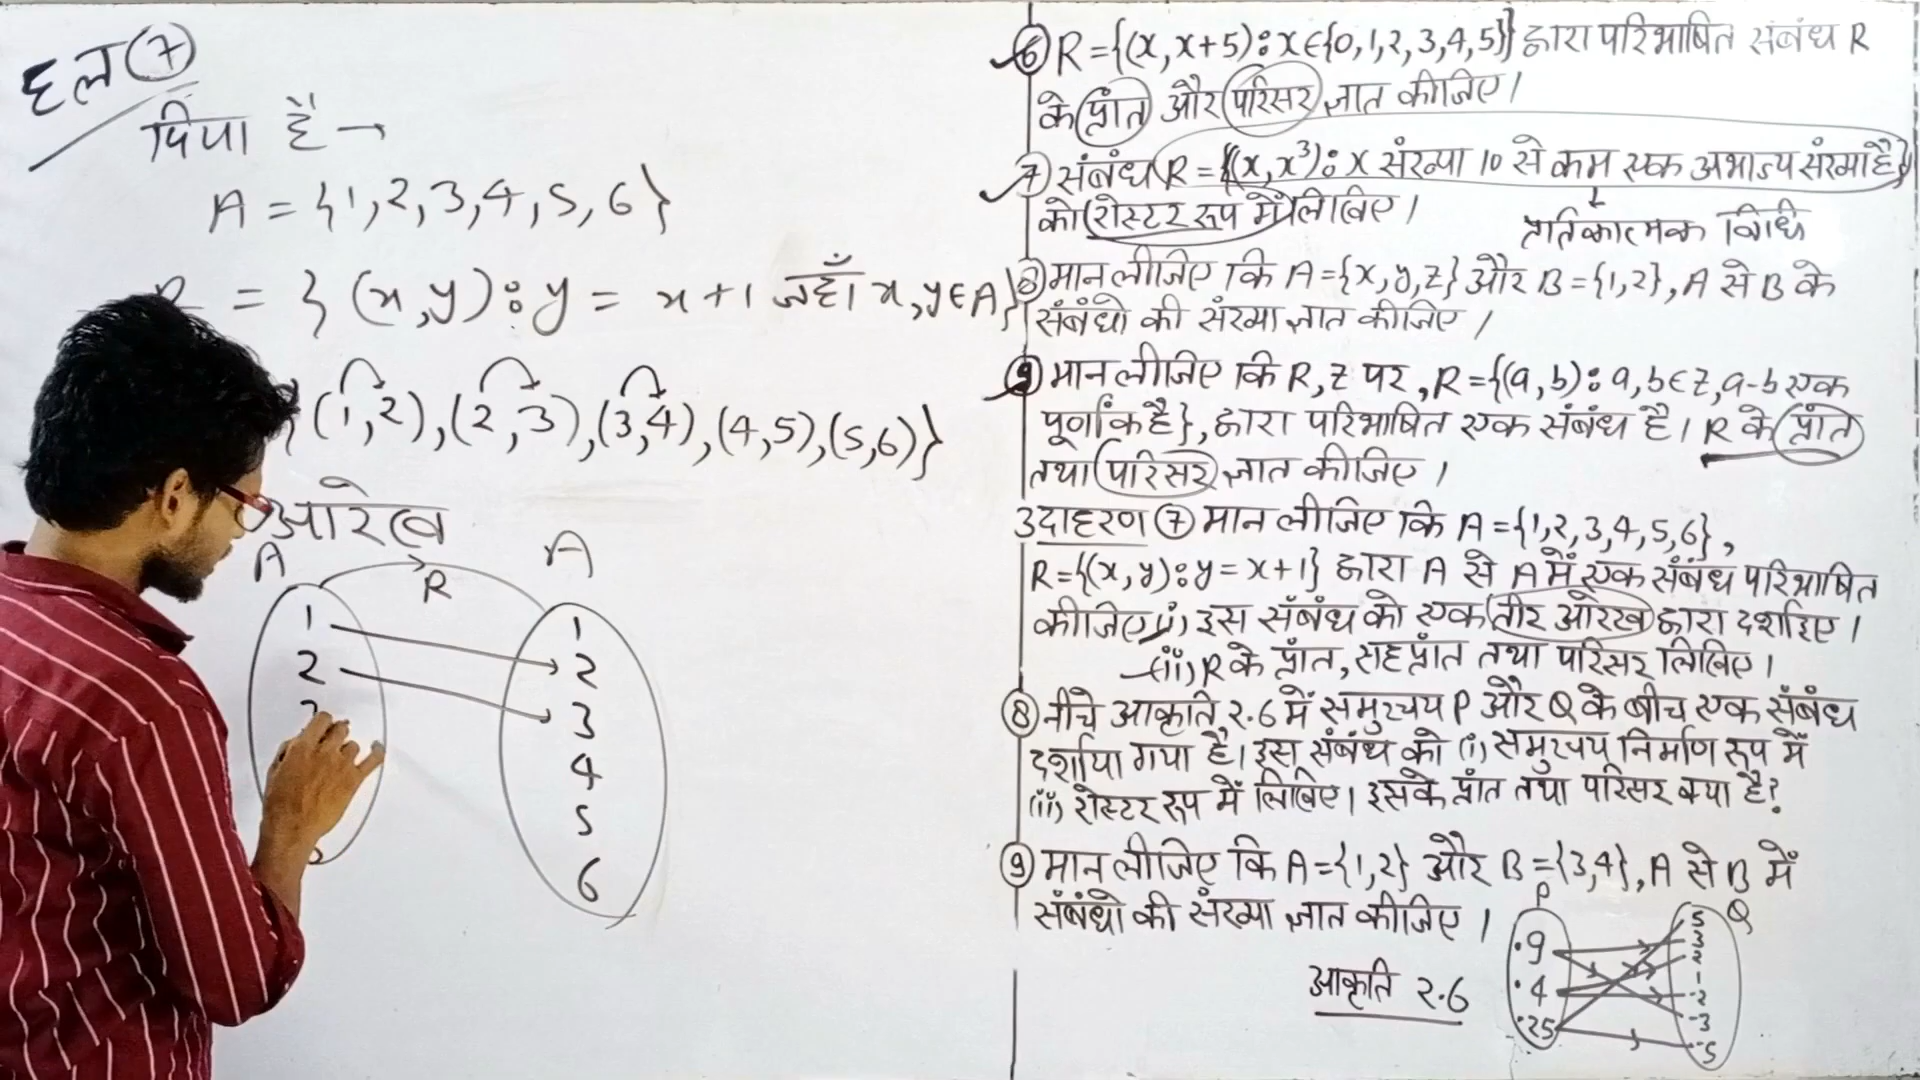 हल ⑦
दिया है →
A = {1,2,3,4,5,6}
= {(x,y): y = x+1 जहाँ x,y∈A}
{(1,2),(2,3),(3,4),(4,5),(5,6)}
आरेख
A
R
A
1
2
1
2
3
4
5
6
⑥ R={(x,x+5): x∈{0,1,2,3,4,5}} द्वारा परिभाषित संबंध R
के प्रांत और परिसर ज्ञात कीजिए।
⑦ संबंध R={(x,x³): x संख्या 10 से कम एक अभाज्य संख्या है}
को रोस्टर रूप में लिखिए।
प्रतिकात्मक विधि
⑧ मान लीजिए कि A={x,y,z} और B={1,2}, A से B के
संबंधो की संख्या ज्ञात कीजिए।
⑨ मान लीजिए कि R, Z पर, R={(a,b): a,b∈Z, a-b एक
पूर्णांक है}, द्वारा परिभाषित एक संबंध है। R के प्रांत
तथा परिसर ज्ञात कीजिए।
उदाहरण ⑦ मान लीजिए कि A={1,2,3,4,5,6},
R={(x,y): y=x+1} द्वारा A से A में एक संबंध परिभाषित
कीजिए (i) इस संबंध को एक तीर आरेख द्वारा दर्शाइए।
(ii) R के प्रांत, सहप्रांत तथा परिसर लिखिए।
⑧ नीचे आकृति 2.6 में समुच्चय P और Q के बीच एक संबंध
दर्शाया गया है। इस संबंध को (i) समुच्चय निर्माण रूप में
(ii) रोस्टर रूप में लिखिए। इसके प्रांत तथा परिसर क्या है?
⑨ मान लीजिए कि A={1,2} और B={3,4}, A से B में
संबंधो की संख्या ज्ञात कीजिए।
आकृति 2.6
P
.9
.4
.25
Q
5
3
2
1
-2
-3
-5